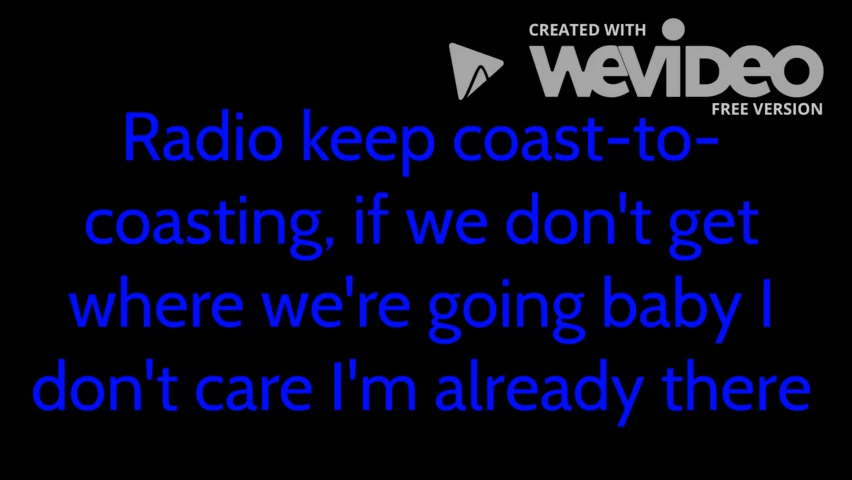 CREATED WITH
WeVideo
FREE VERSION
Radio keep coast-to-
coasting, if we don't get
where we're going baby I
don't care I'm already there